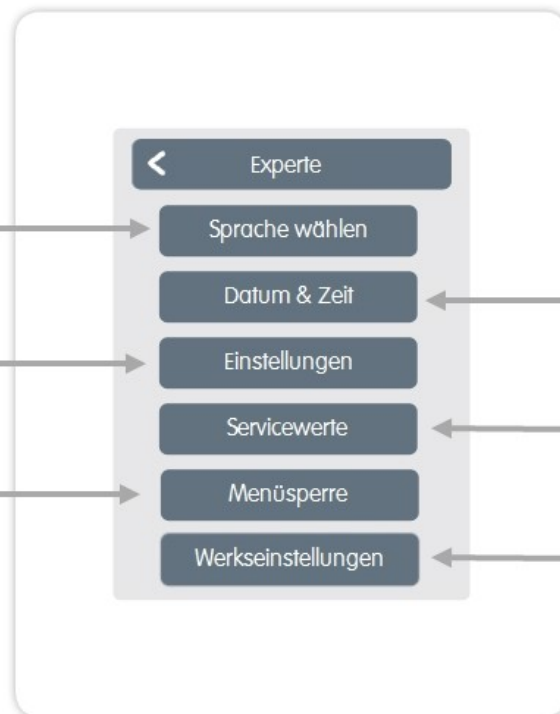 Experte
Sprache wählen
Datum & Zeit
Einstellungen
Servicewerte
Menüsperre
Werkseinstellungen